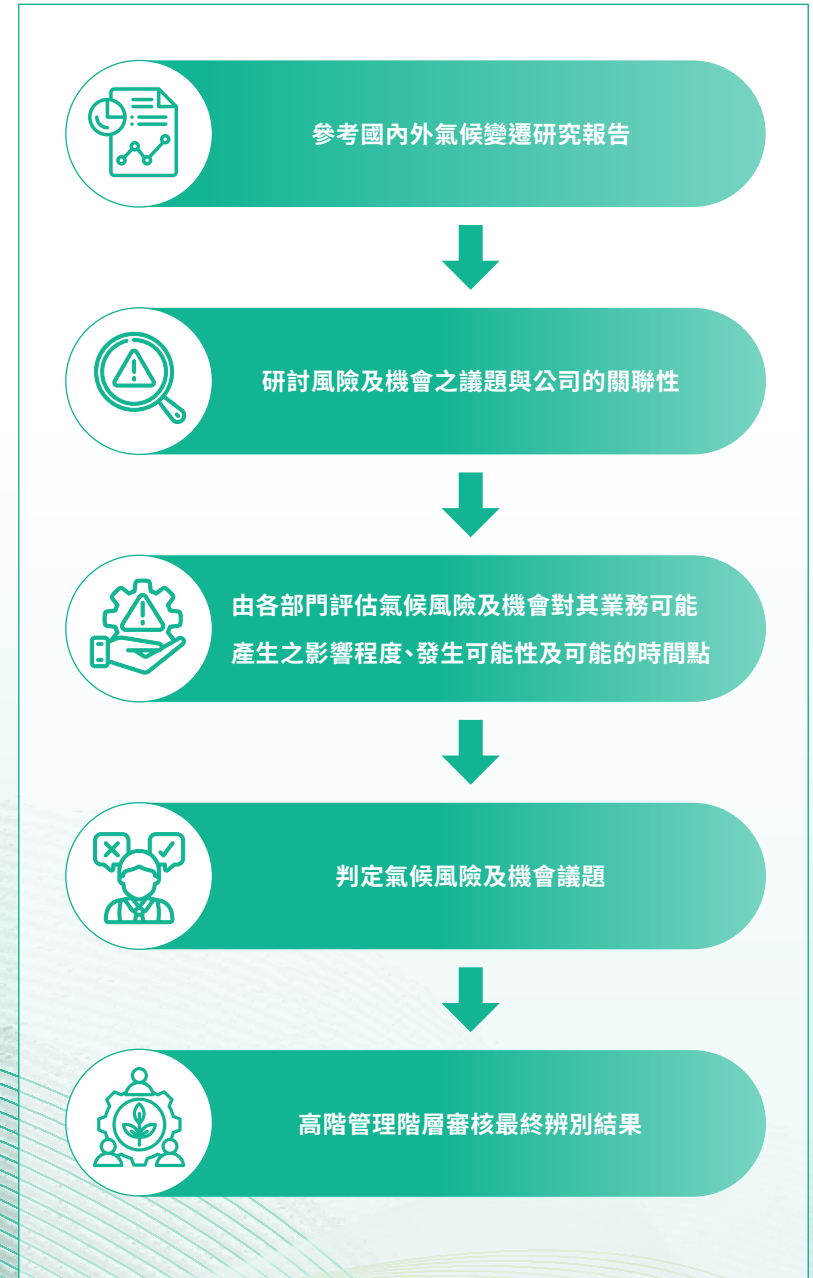 參考國內外氣候變遷研究報告
研討風險及機會之議題與公司的關聯性
由各部門評估氣候風險及機會對其業務可能
產生之影響程度、發生可能性及可能的時間點
判定氣候風險及機會議題
高階管理階層審核最終辨別結果